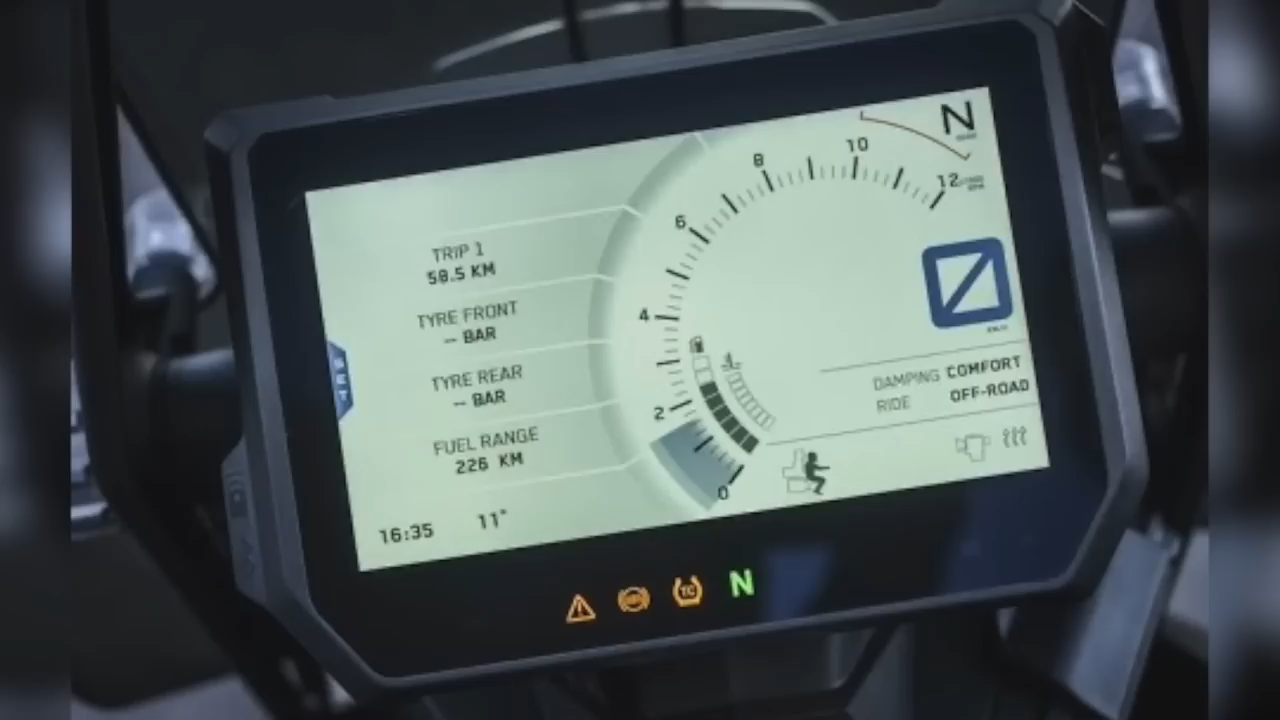 TRIP 1
58.5 KM
TYRE FRONT
-- BAR
TYRE REAR
-- BAR
FUEL RANGE
226 KM
16:35 11°
0
2
4
6
8
10
12
N
DAMPING COMFORT
RIDE OFF-ROAD
TC
N